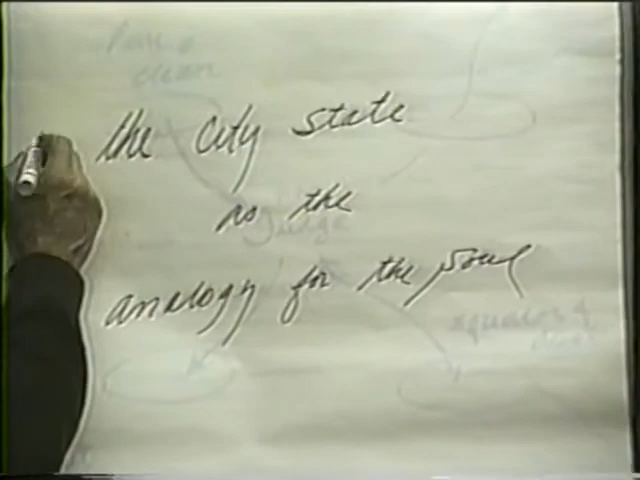 the city state
as the
analogy for the soul